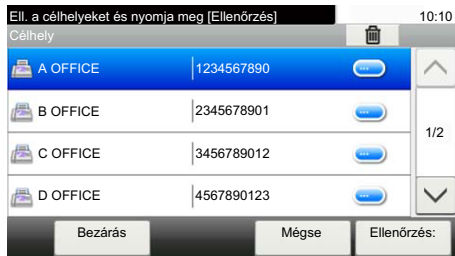 Ell. a célhelyeket és nyomja meg [Ellenőrzés] 10:10
Célhely
A OFFICE 1234567890
B OFFICE 2345678901
1/2
C OFFICE 3456789012
D OFFICE 4567890123
Bezárás Mégse Ellenőrzés: